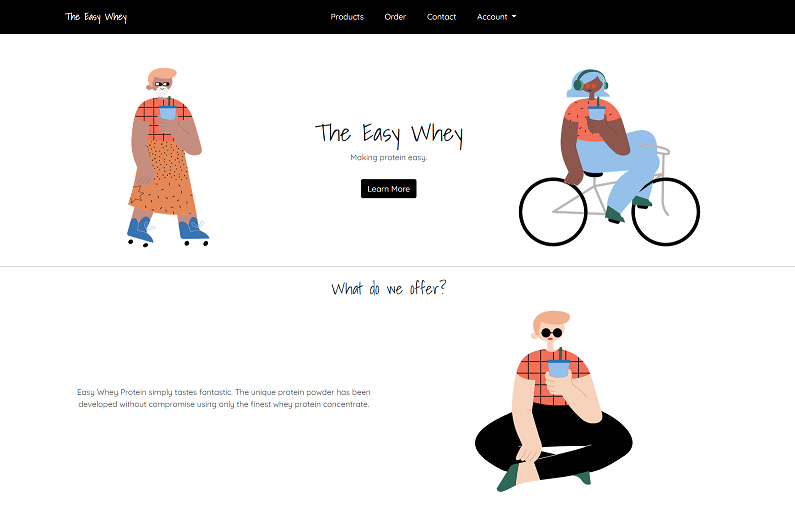 The Easy Whey
Products
Order
Contact
Account
The Easy Whey
Making protein easy.
Learn More
What do we offer?
Easy Whey Protein simply tastes fantastic. The unique protein powder has been
developed without compromise using only the finest whey protein concentrate.